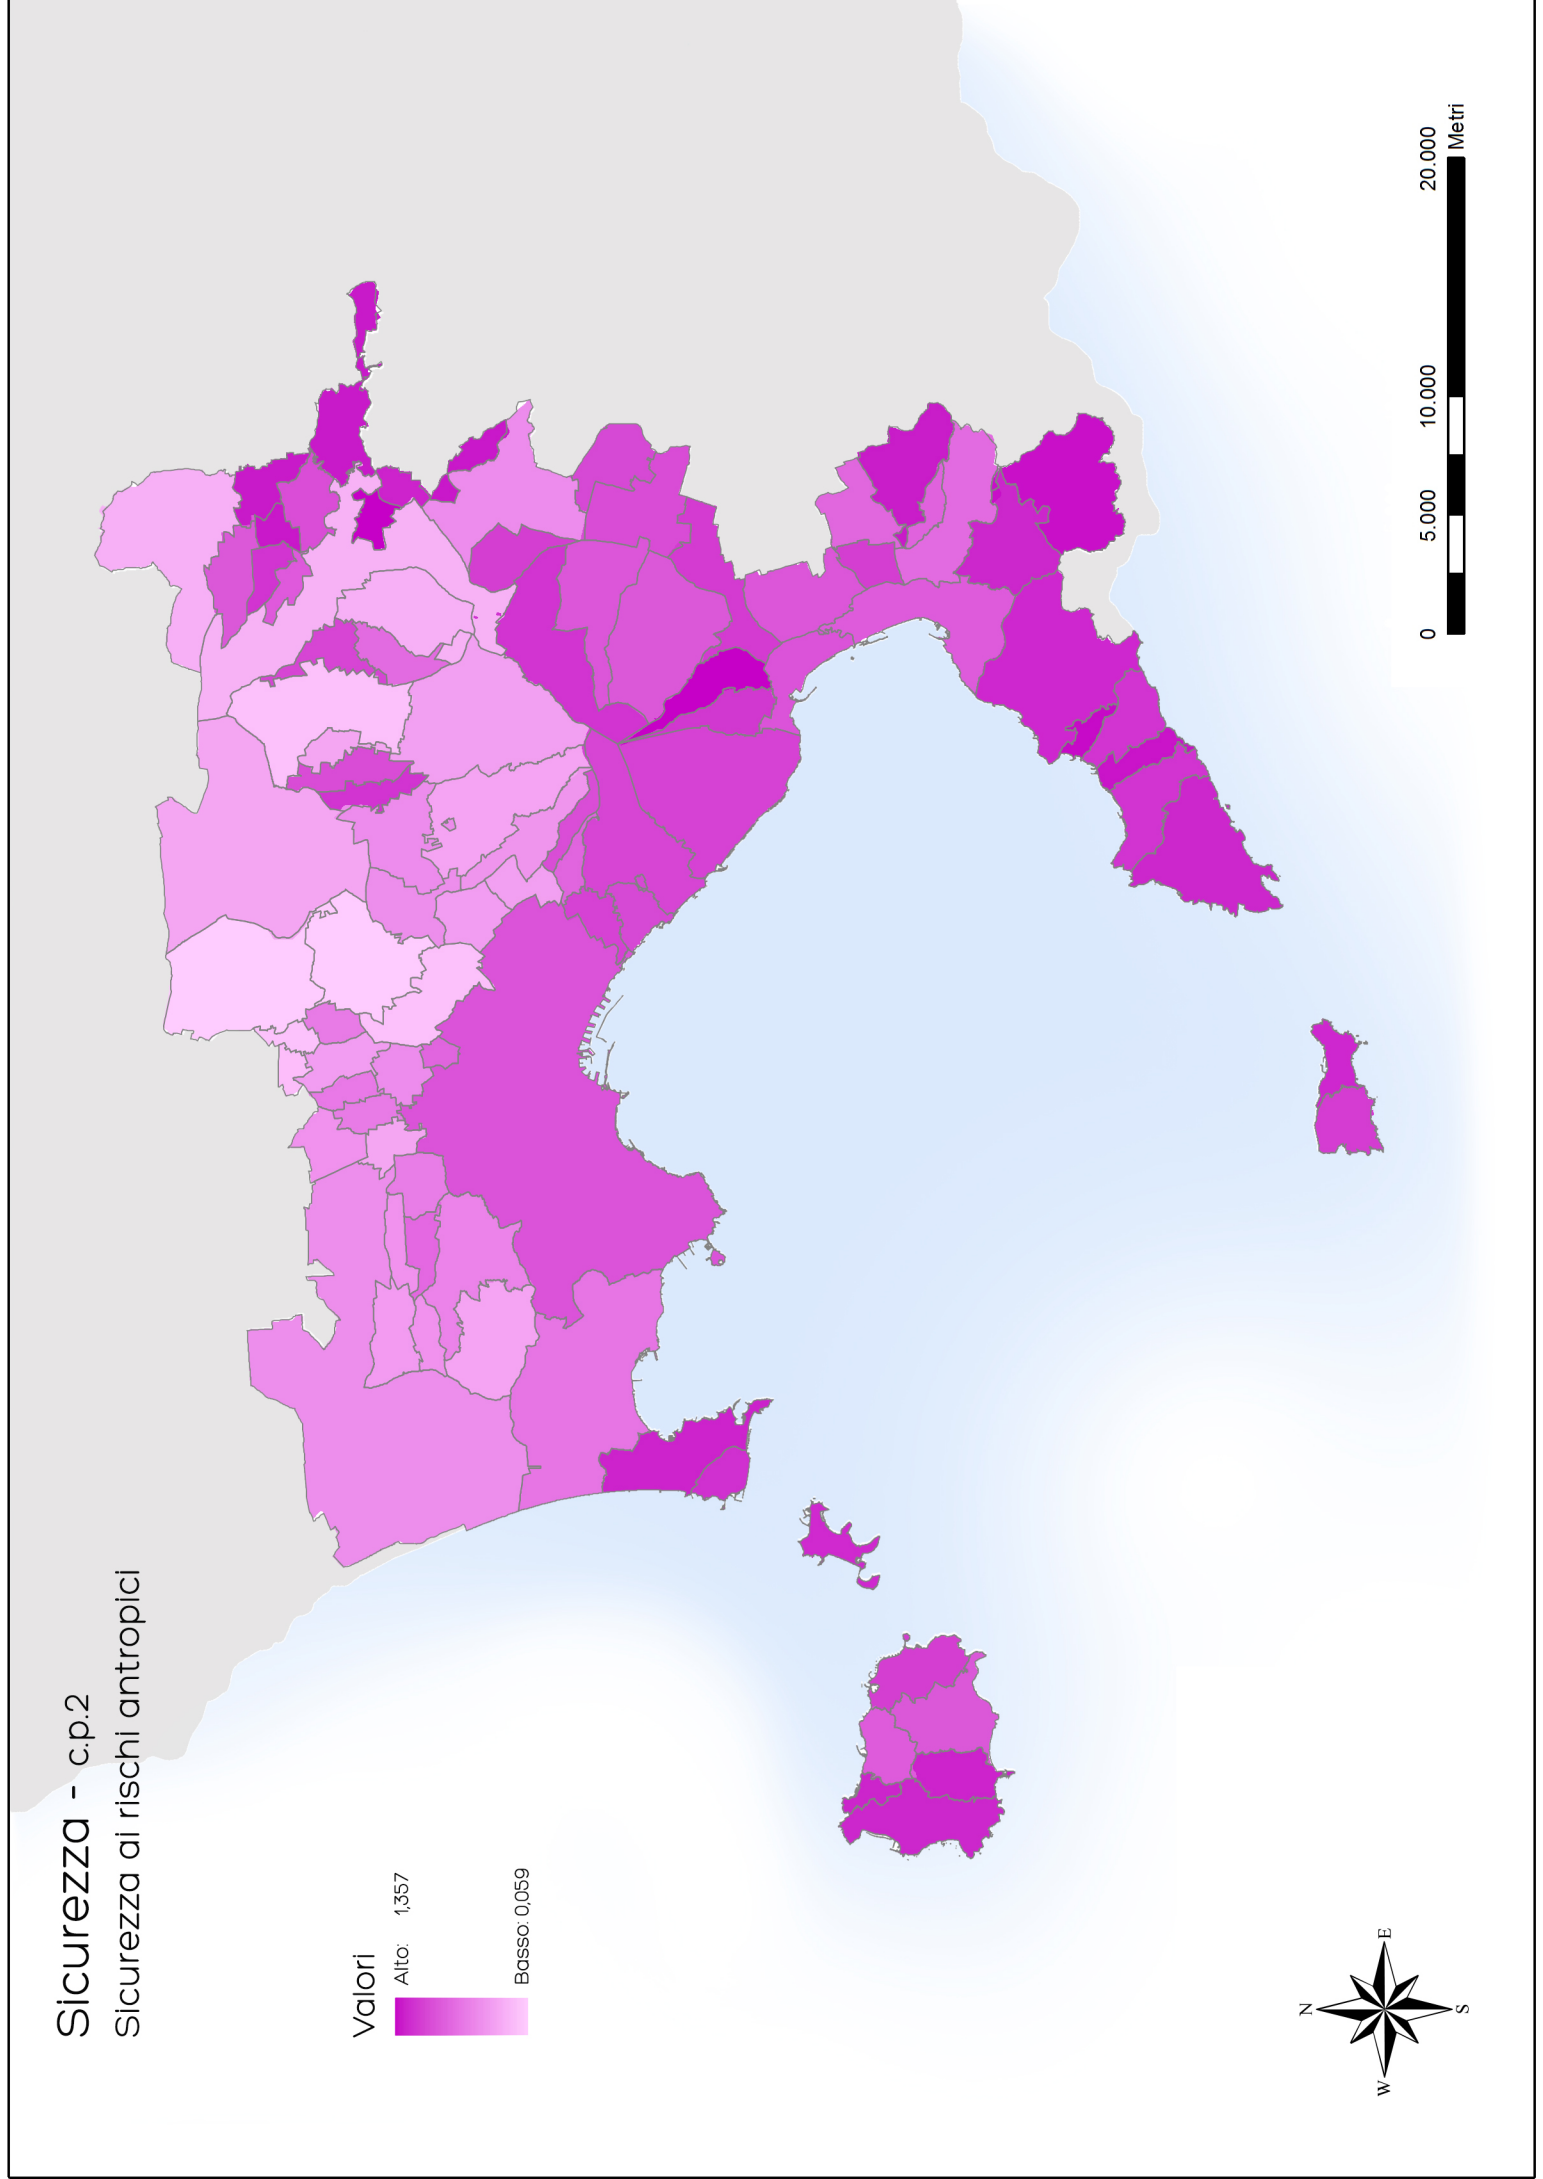 Sicurezza - c.p.2
Sicurezza ai rischi antropici
Valori
Alto: 1,357
Basso: 0,059
N
W
E
S
0
5.000
10.000
20.000
Metri